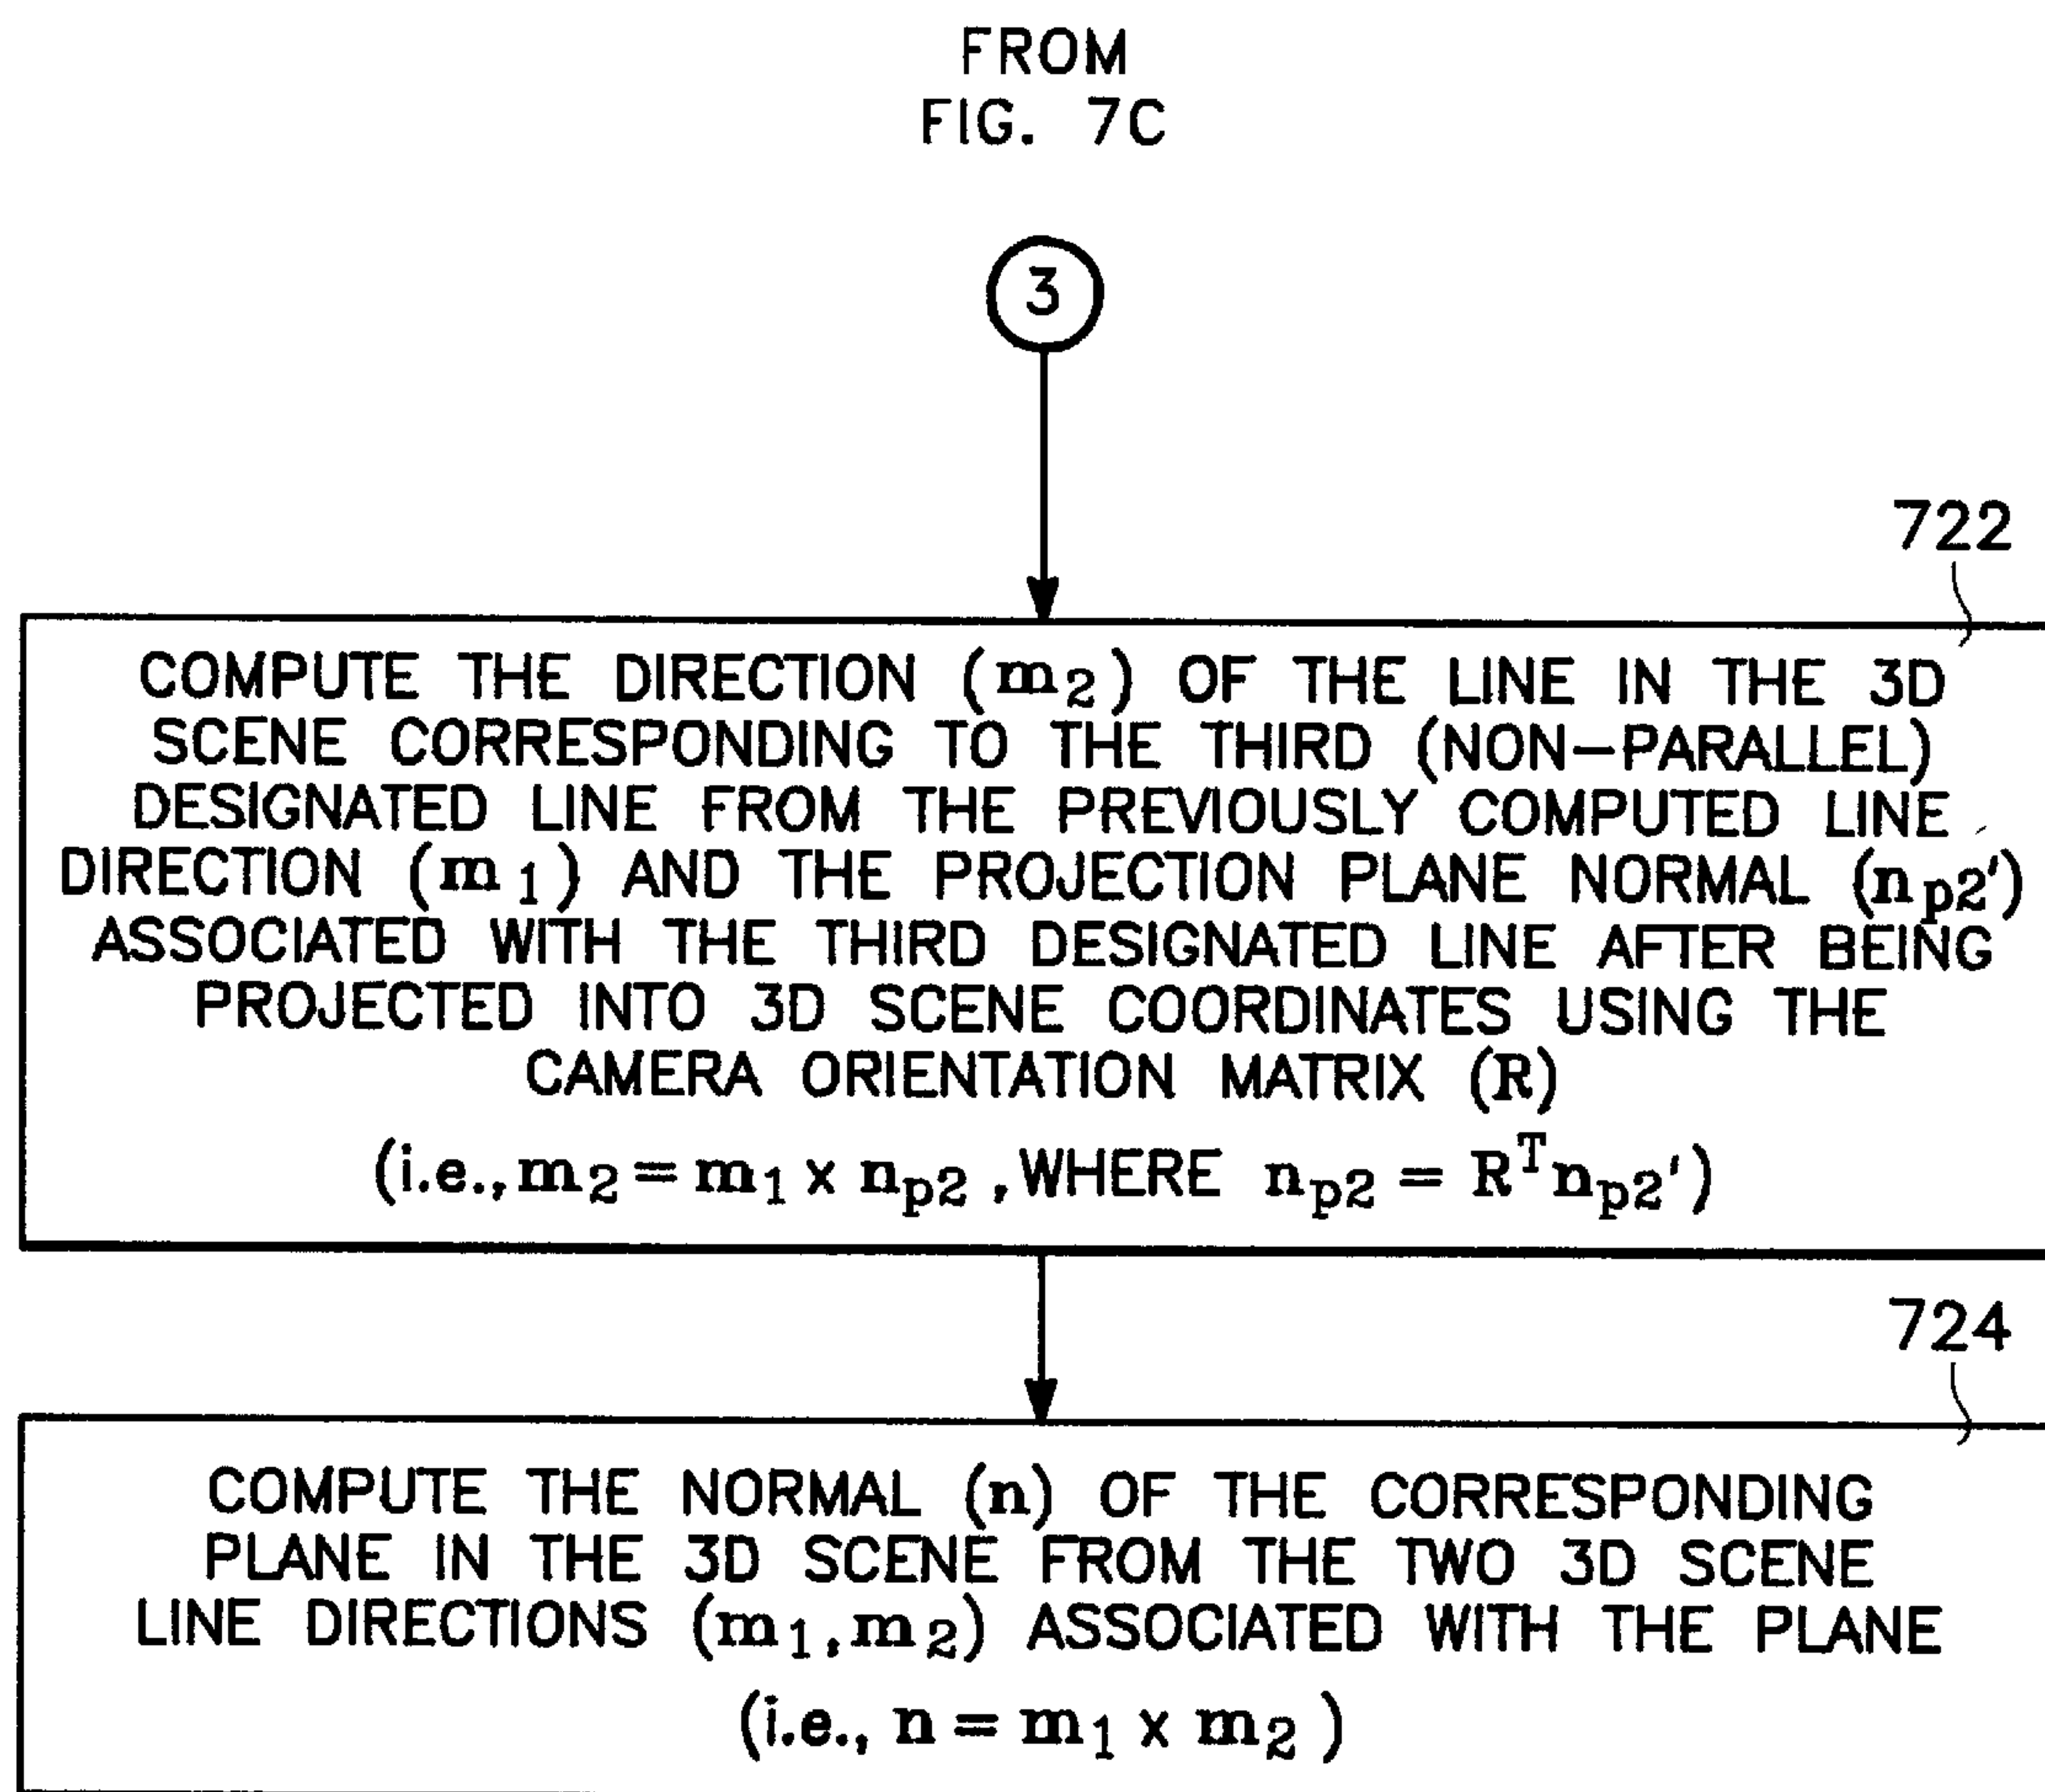 FROM
FIG. 7C
3
722
COMPUTE THE DIRECTION (m₂) OF THE LINE IN THE 3D
SCENE CORRESPONDING TO THE THIRD (NON–PARALLEL)
DESIGNATED LINE FROM THE PREVIOUSLY COMPUTED LINE
DIRECTION (m₁) AND THE PROJECTION PLANE NORMAL (nₚ₂')
ASSOCIATED WITH THE THIRD DESIGNATED LINE AFTER BEING
PROJECTED INTO 3D SCENE COORDINATES USING THE
CAMERA ORIENTATION MATRIX (R)
(i.e., m₂ = m₁ x nₚ₂ , WHERE nₚ₂ = Rᵀnₚ₂')
724
COMPUTE THE NORMAL (n) OF THE CORRESPONDING
PLANE IN THE 3D SCENE FROM THE TWO 3D SCENE
LINE DIRECTIONS (m₁, m₂) ASSOCIATED WITH THE PLANE
(i.e., n = m₁ x m₂ )